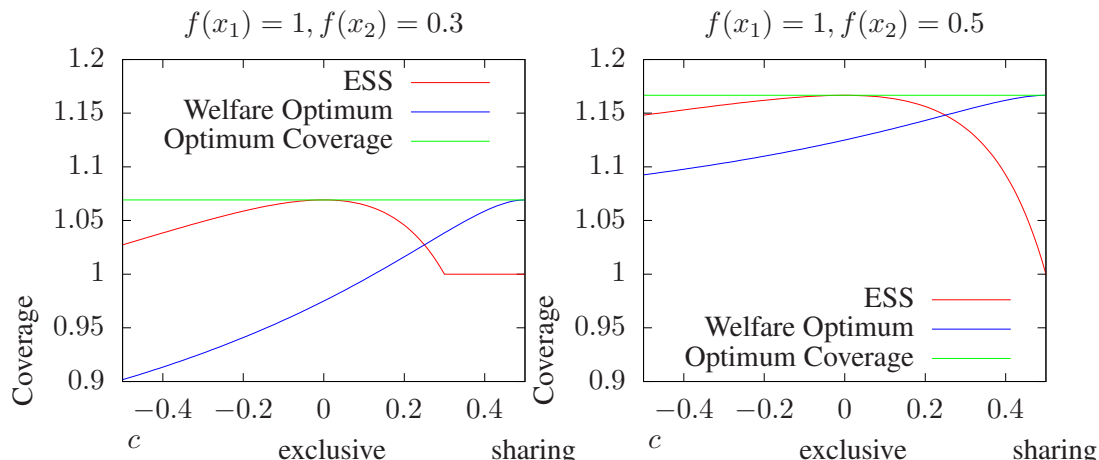 f(x₁) = 1, f(x₂) = 0.3
1.2
1.15
1.1
1.05
1
0.95
0.9
Coverage
ESS
Welfare Optimum
Optimum Coverage
−0.4 −0.2 0 0.2 0.4
c exclusive sharing
f(x₁) = 1, f(x₂) = 0.5
1.2
1.15
1.1
1.05
1
0.95
0.9
Coverage
ESS
Welfare Optimum
Optimum Coverage
−0.4 −0.2 0 0.2 0.4
c exclusive sharing